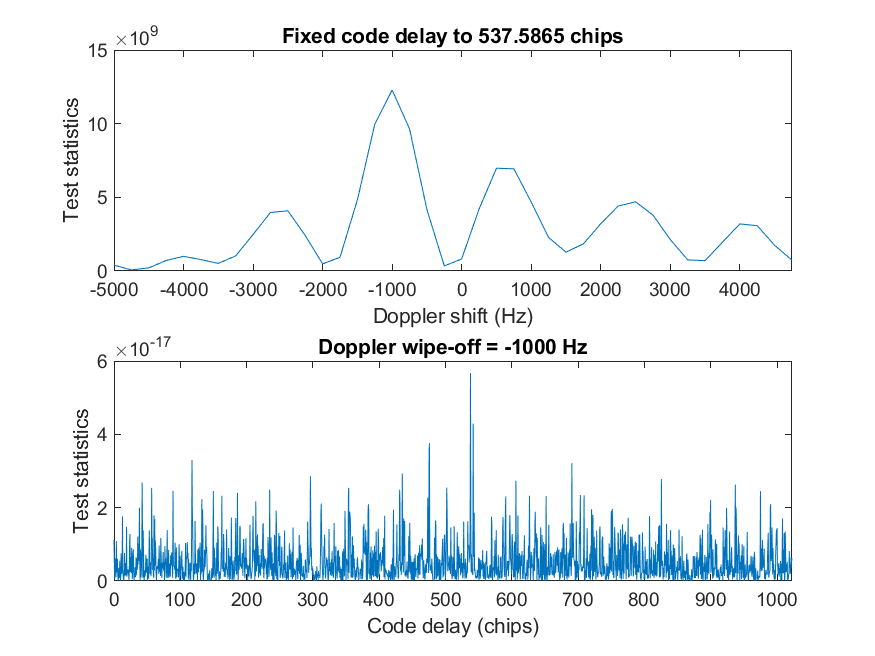 Fixed code delay to 537.5865 chips
×10^9
15
10
5
0
Test statistics
-5000 -4000 -3000 -2000 -1000 0 1000 2000 3000 4000
Doppler shift (Hz)
Doppler wipe-off = -1000 Hz
×10^-17
6
4
2
0
Test statistics
0 100 200 300 400 500 600 700 800 900 1000
Code delay (chips)